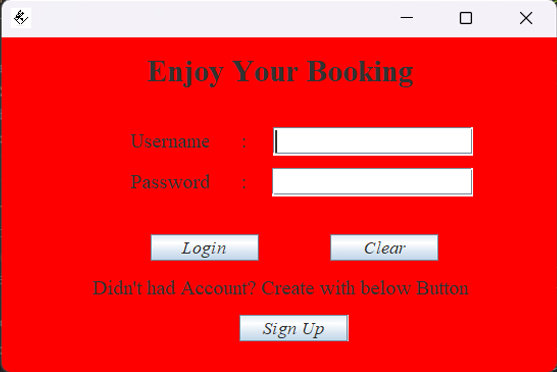 Enjoy Your Booking
Username :
Password :
Login Clear
Didn't had Account? Create with below Button
Sign Up